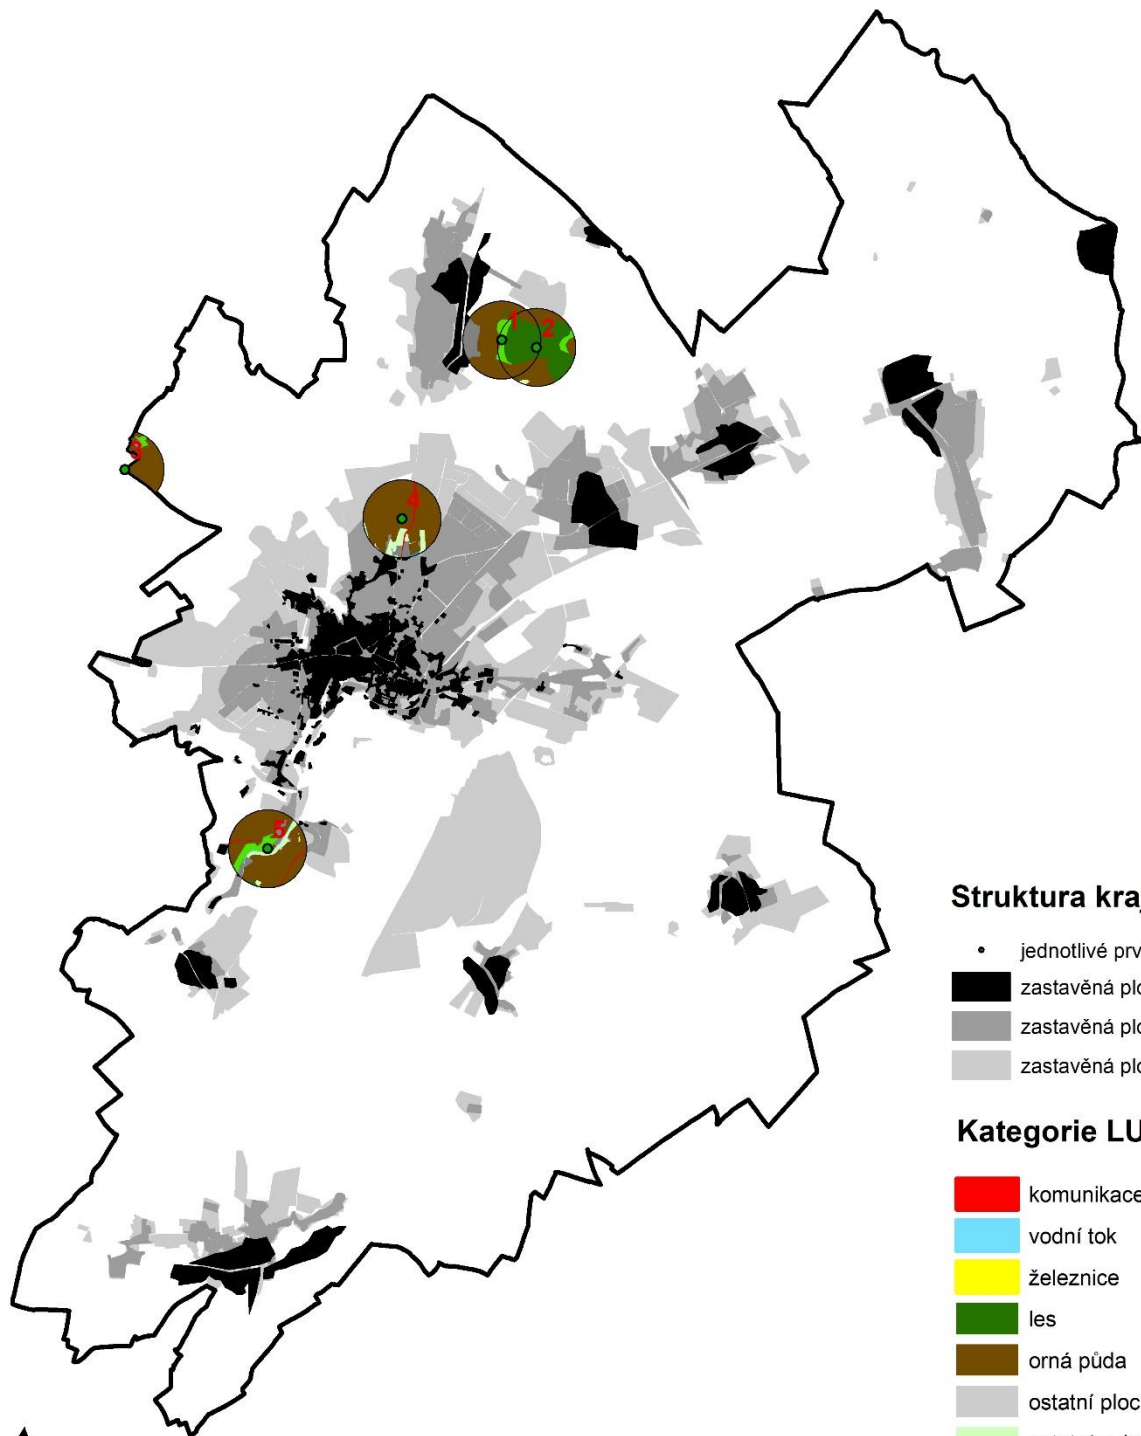 1
2
3
4
5
Struktura kraj
jednotlivé prv
zastavěná plo
zastavěná plo
zastavěná plo
Kategorie LU
komunikace
vodní tok
železnice
les
orná půda
ostatní ploc